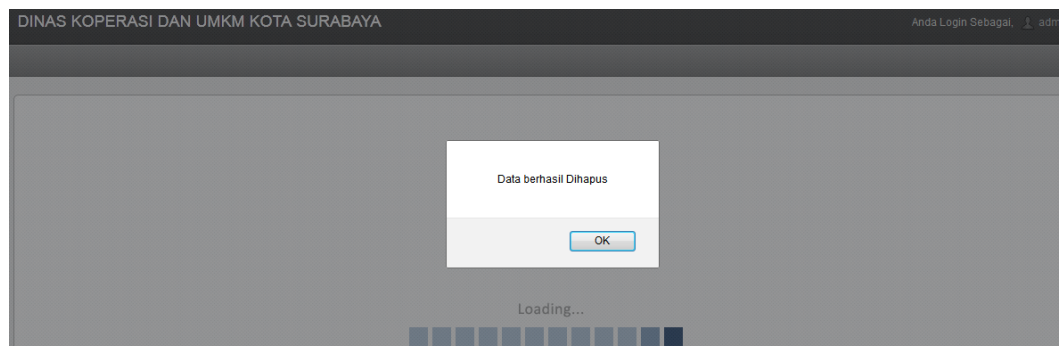 DINAS KOPERASI DAN UMKM KOTA SURABAYA
Anda Login Sebagai,
Data berhasil Dihapus
OK
Loading...